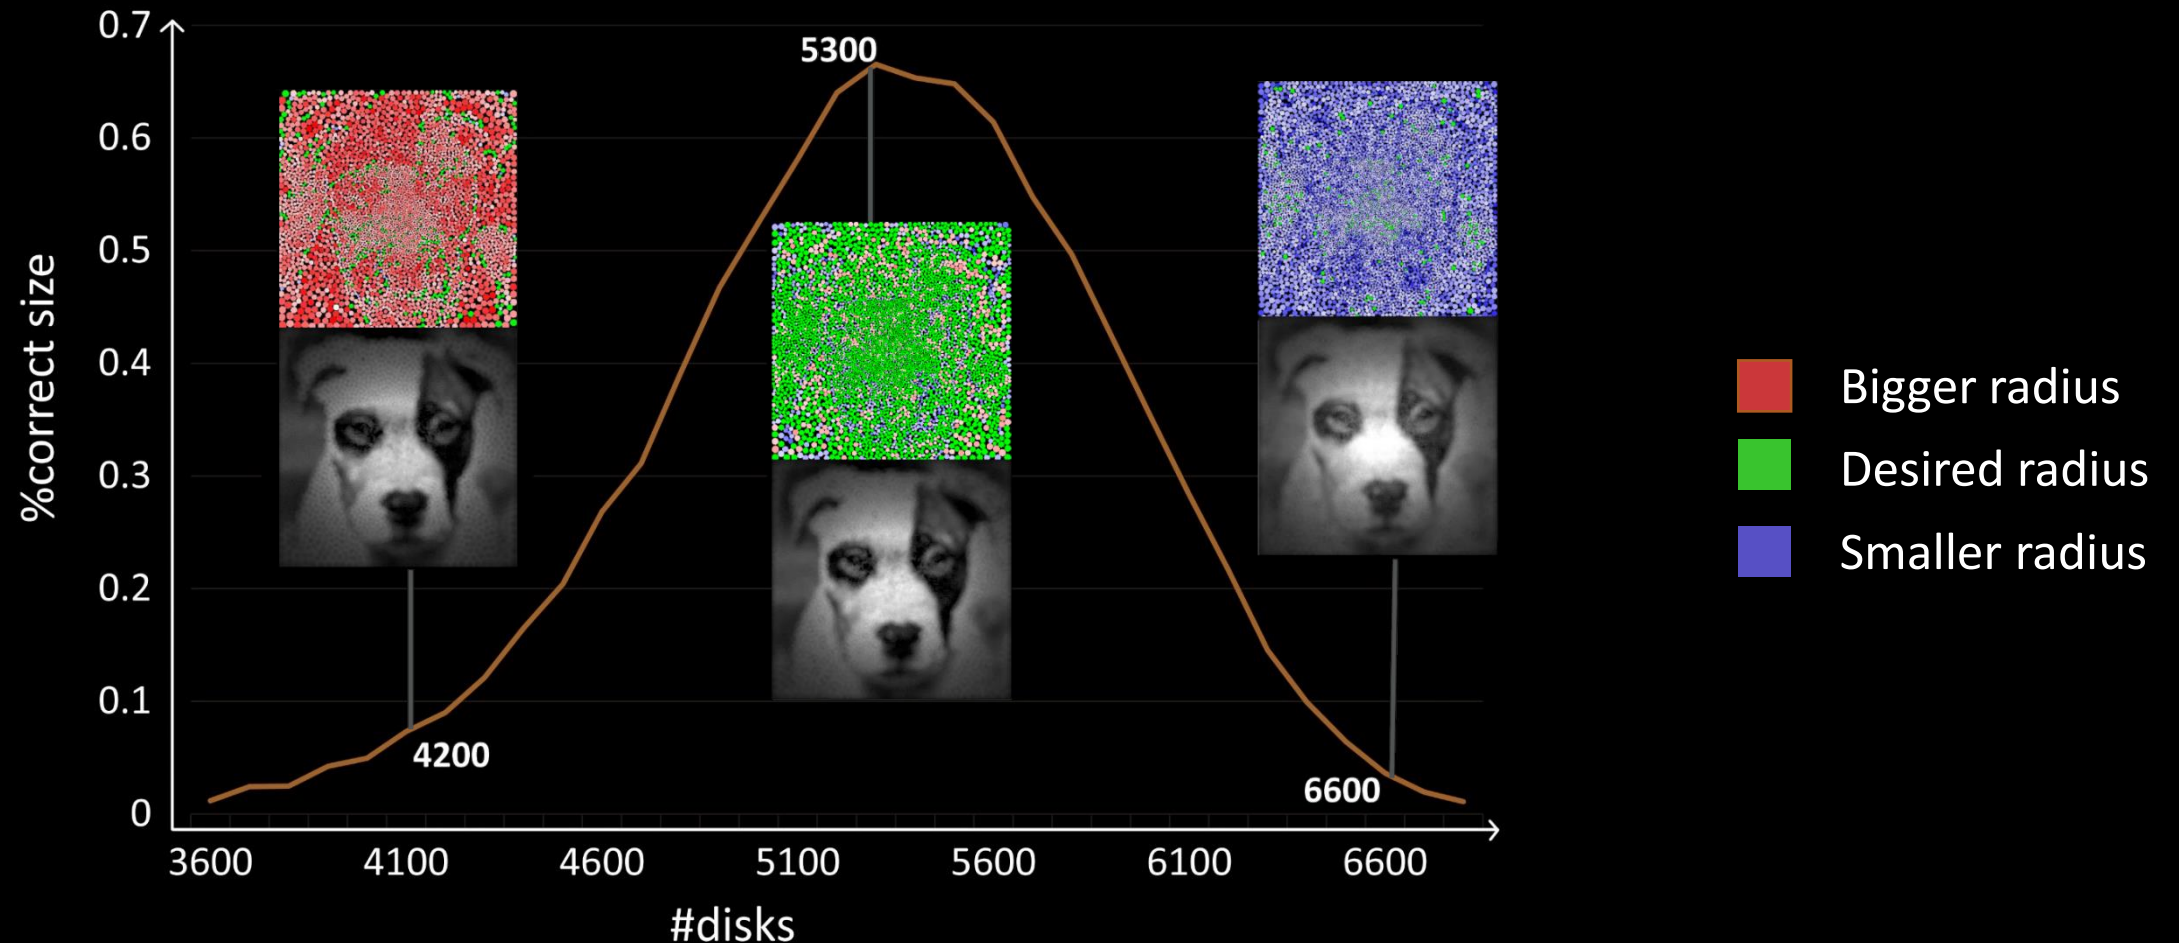 0.7
0.6
0.5
0.4
0.3
0.2
0.1
0
%correct size
5300
4200
6600
3600 4100 4600 5100 5600 6100 6600
#disks
Bigger radius
Desired radius
Smaller radius